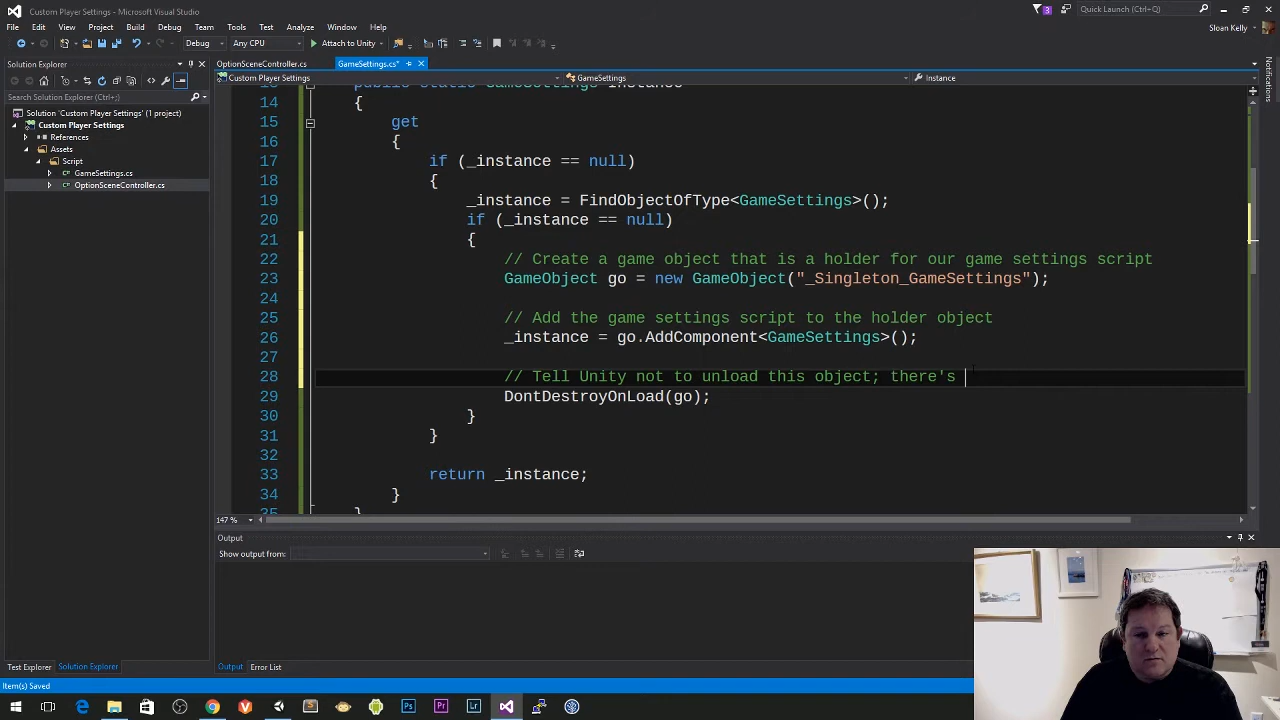 Custom Player Settings - Microsoft Visual Studio
3
Quick Launch (Ctrl+Q)
File Edit View Project Build Debug Team Tools Test Analyze Window Help
Sloan Kelly
Debug Any CPU Attach to Unity
Solution Explorer
OptionSceneController.cs GameSettings.cs*
Custom Player Settings GameSettings Instance
Search Solution Explorer (Ctrl+;)
Solution 'Custom Player Settings' (1 project)
Custom Player Settings
References
Assets
Script
GameSettings.cs
OptionSceneController.cs
13 public static GameSettings Instance
14 {
15 get
16 {
17 if (_instance == null)
18 {
19 _instance = FindObjectOfType<GameSettings>();
20 if (_instance == null)
21 {
22 // Create a game object that is a holder for our game settings script
23 GameObject go = new GameObject("_Singleton_GameSettings");
24
25 // Add the game settings script to the holder object
26 _instance = go.AddComponent<GameSettings>();
27
28 // Tell Unity not to unload this object; there's
29 DontDestroyOnLoad(go);
30 }
31 }
32
33 return _instance;
34 }
35 }
147 %
Output
Show output from:
Test Explorer Solution Explorer
Output Error List
Item(s) Saved
Notifications
Ps Pr Lr